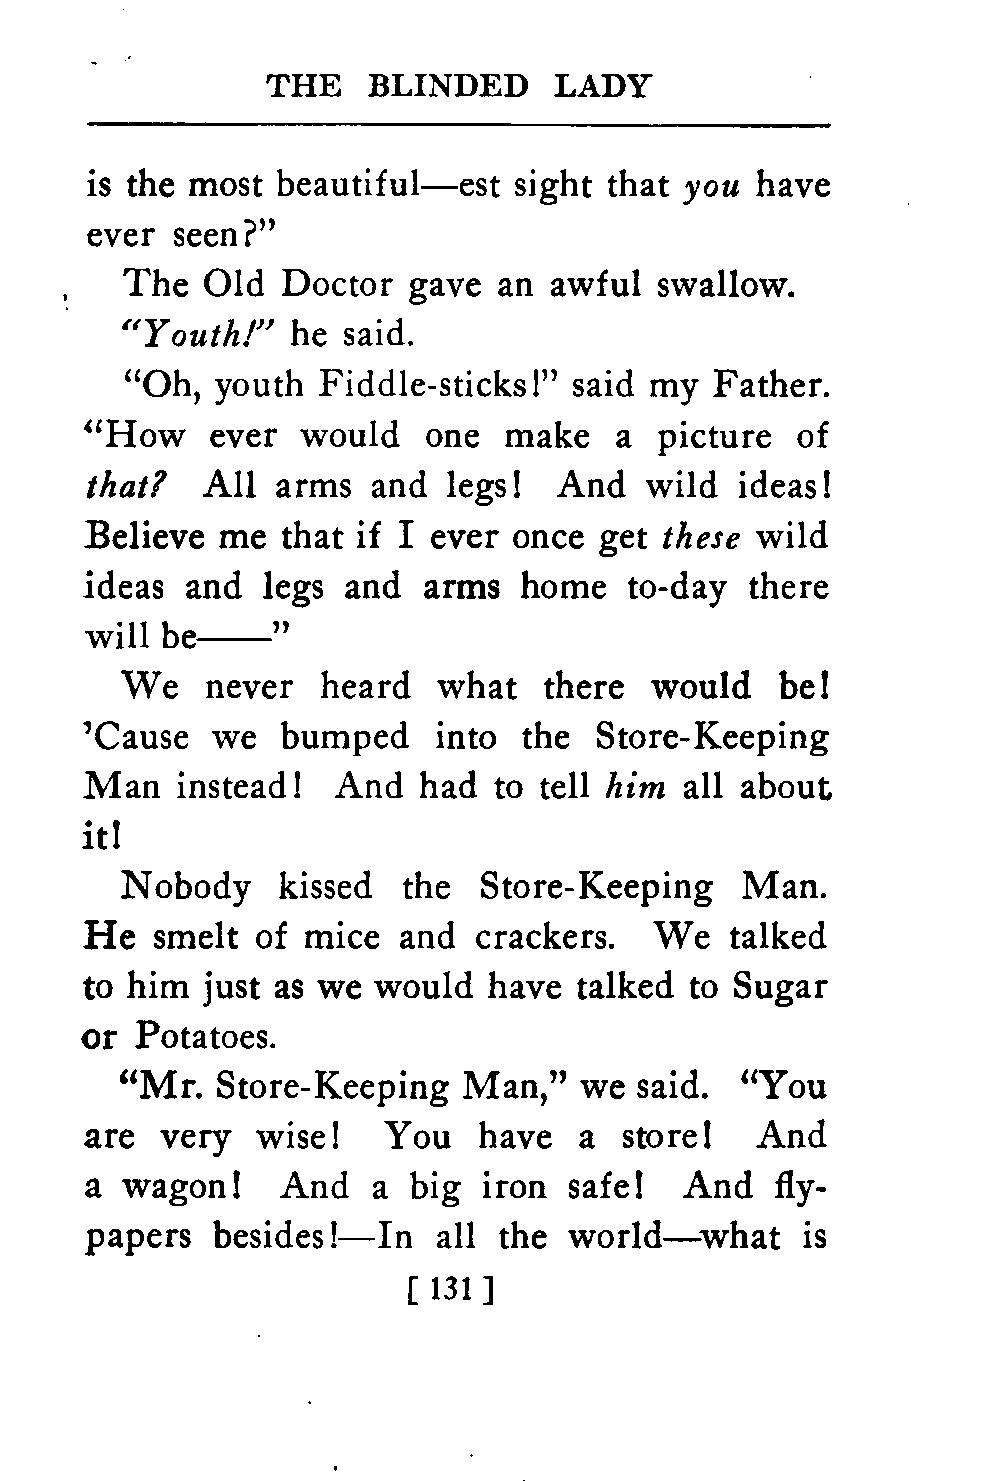 THE BLINDED LADY
is the most beautiful—est sight that you have
ever seen?”
The Old Doctor gave an awful swallow.
“Youth!” he said.
“Oh, youth Fiddle-sticks!” said my Father.
“How ever would one make a picture of
that? All arms and legs! And wild ideas!
Believe me that if I ever once get these wild
ideas and legs and arms home to-day there
will be——”
We never heard what there would be!
’Cause we bumped into the Store-Keeping
Man instead! And had to tell him all about
it!
Nobody kissed the Store-Keeping Man.
He smelt of mice and crackers. We talked
to him just as we would have talked to Sugar
or Potatoes.
“Mr. Store-Keeping Man,” we said. “You
are very wise! You have a store! And
a wagon! And a big iron safe! And fly-
papers besides!—In all the world—what is
[ 131 ]